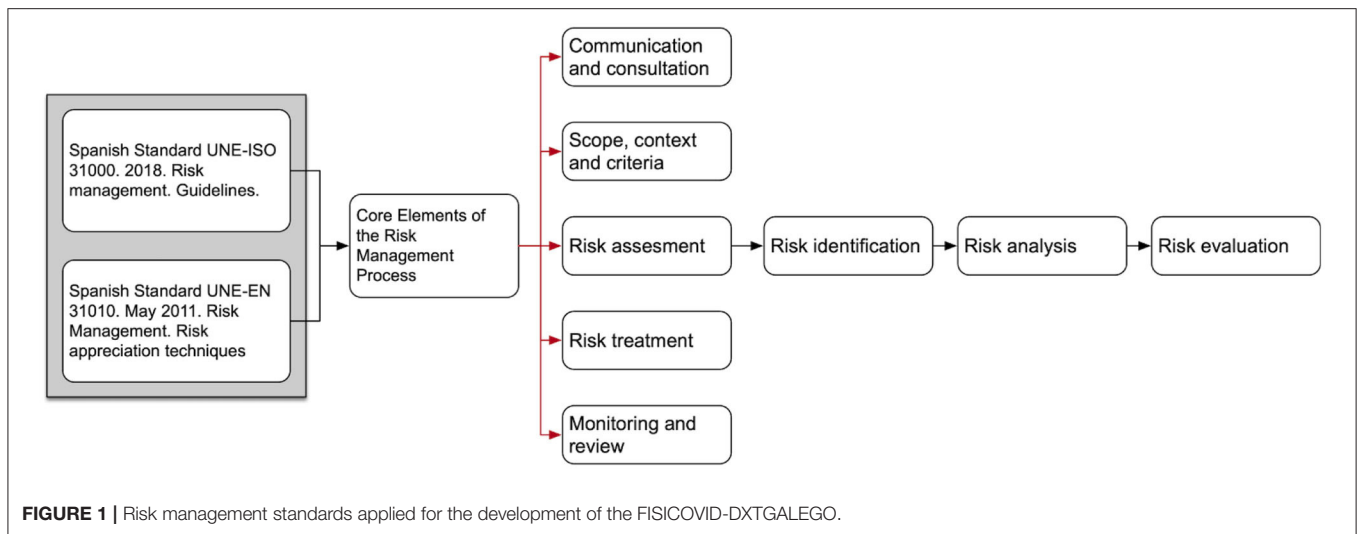 Spanish Standard UNE-ISO
31000. 2018. Risk
management. Guidelines.
Spanish Standard UNE-EN
31010. May 2011. Risk
Management. Risk
appreciation techniques
Core Elements of
the Risk
Management
Process
Communication
and consultation
Scope, context
and criteria
Risk assesment
Risk identification
Risk analysis
Risk evaluation
Risk treatment
Monitoring and
review
FIGURE 1 | Risk management standards applied for the development of the FISICOVID-DXTGALEGO.